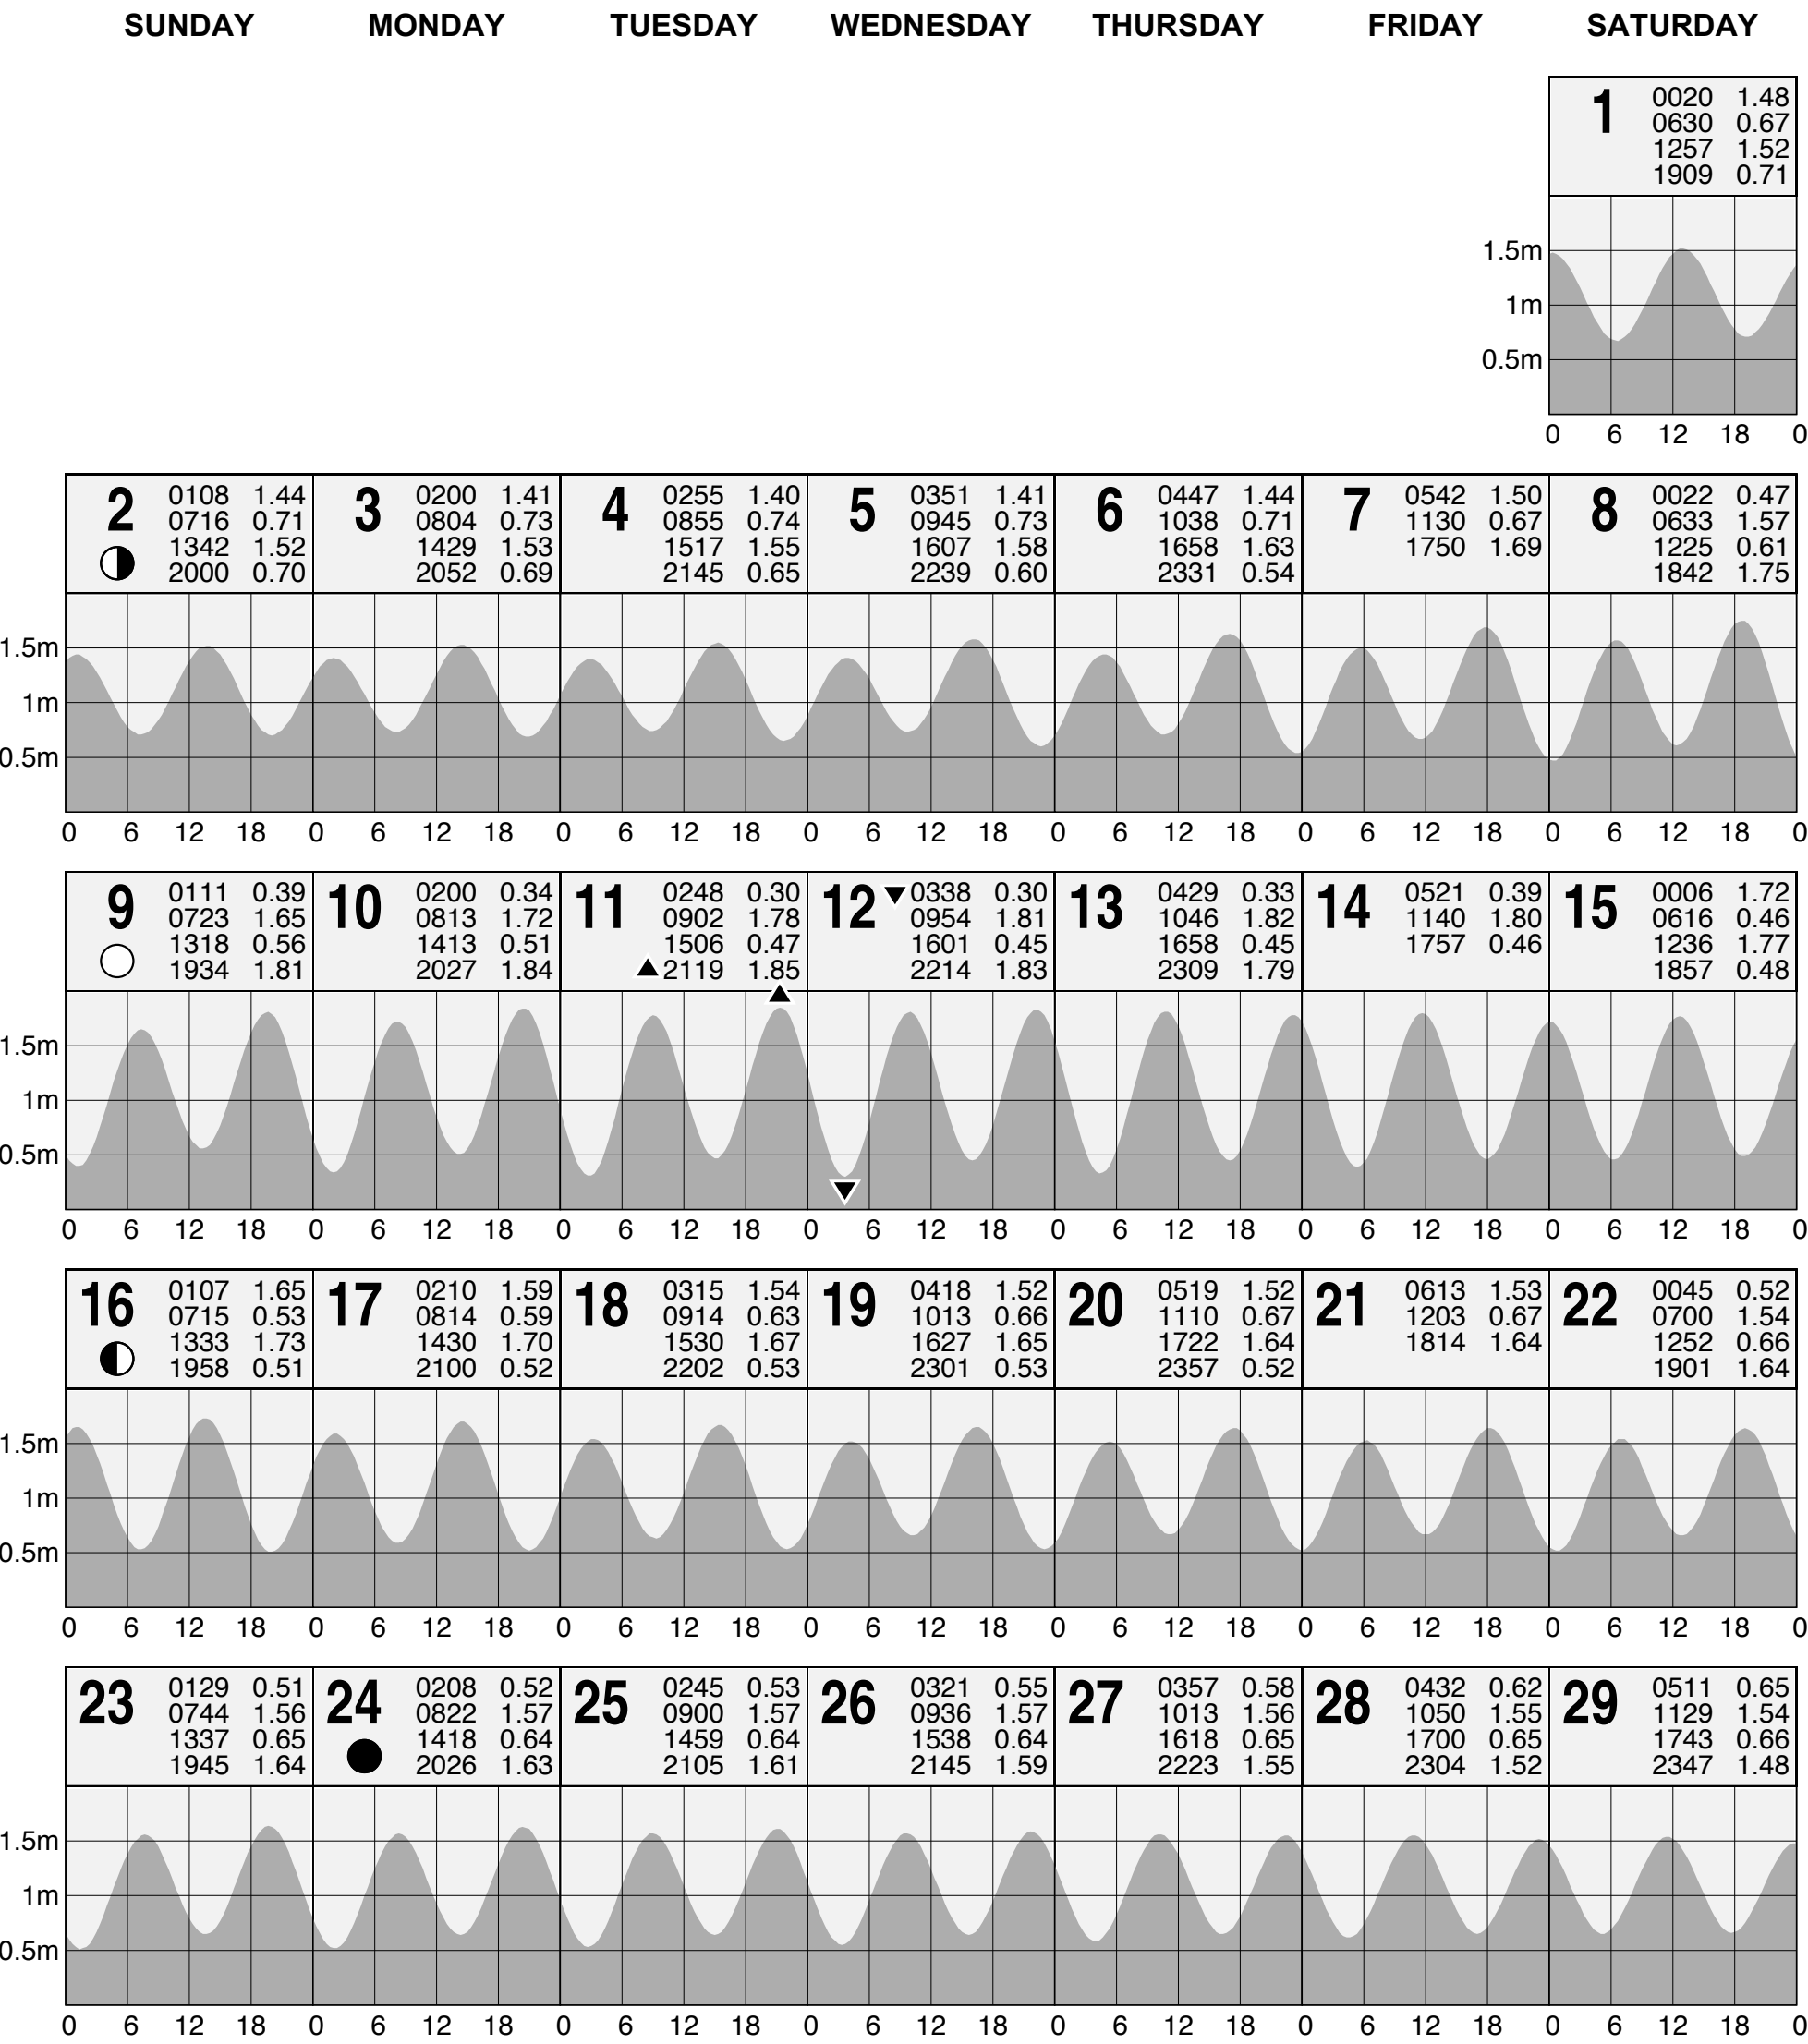 SUNDAY MONDAY TUESDAY WEDNESDAY THURSDAY FRIDAY SATURDAY
1 0020 1.48
0630 0.67
1257 1.52
1909 0.71
1.5m
1m
0.5m
0 6 12 18 0
2 0108 1.44 3 0200 1.41 4 0255 1.40 5 0351 1.41 6 0447 1.44 7 0542 1.50 8 0022 0.47
0716 0.71 0804 0.73 0855 0.74 0945 0.73 1038 0.71 1130 0.67 0633 1.57
1342 1.52 1429 1.53 1517 1.55 1607 1.58 1658 1.63 1750 1.69 1225 0.61
2000 0.70 2052 0.69 2145 0.65 2239 0.60 2331 0.54 1842 1.75
1.5m
1m
0.5m
0 6 12 18 0 6 12 18 0 6 12 18 0 6 12 18 0 6 12 18 0 6 12 18 0 6 12 18 0
9 0111 0.39 10 0200 0.34 11 0248 0.30 12 0338 0.30 13 0429 0.33 14 0521 0.39 15 0006 1.72
0723 1.65 0813 1.72 0902 1.78 0954 1.81 1046 1.82 1140 1.80 0616 0.46
1318 0.56 1413 0.51 1506 0.47 1601 0.45 1658 0.45 1757 0.46 1236 1.77
1934 1.81 2027 1.84 2119 1.85 2214 1.83 2309 1.79 1857 0.48
1.5m
1m
0.5m
0 6 12 18 0 6 12 18 0 6 12 18 0 6 12 18 0 6 12 18 0 6 12 18 0 6 12 18 0
16 0107 1.65 17 0210 1.59 18 0315 1.54 19 0418 1.52 20 0519 1.52 21 0613 1.53 22 0045 0.52
0715 0.53 0814 0.59 0914 0.63 1013 0.66 1110 0.67 1203 0.67 0700 1.54
1333 1.73 1430 1.70 1530 1.67 1627 1.65 1722 1.64 1814 1.64 1252 0.66
1958 0.51 2100 0.52 2202 0.53 2301 0.53 2357 0.52 1901 1.64
1.5m
1m
0.5m
0 6 12 18 0 6 12 18 0 6 12 18 0 6 12 18 0 6 12 18 0 6 12 18 0 6 12 18 0
23 0129 0.51 24 0208 0.52 25 0245 0.53 26 0321 0.55 27 0357 0.58 28 0432 0.62 29 0511 0.65
0744 1.56 0822 1.57 0900 1.57 0936 1.57 1013 1.56 1050 1.55 1129 1.54
1337 0.65 1418 0.64 1459 0.64 1538 0.64 1618 0.65 1700 0.65 1743 0.66
1945 1.64 2026 1.63 2105 1.61 2145 1.59 2223 1.55 2304 1.52 2347 1.48
1.5m
1m
0.5m
0 6 12 18 0 6 12 18 0 6 12 18 0 6 12 18 0 6 12 18 0 6 12 18 0 6 12 18 0